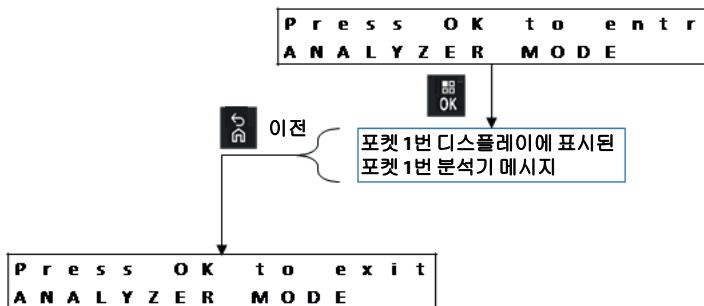 Press OK to entr
ANALYZER MODE
OK
이전
포켓 1번 디스플레이에 표시된
포켓 1번 분석기 메시지
Press OK to exit
ANALYZER MODE